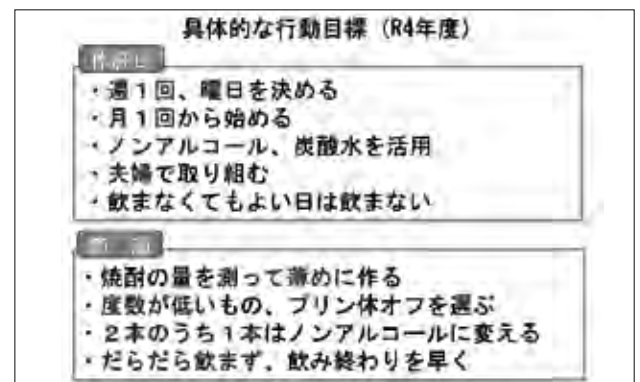 具体的な行動目標（R4年度）
・週１回、曜日を決める
・月１回から始める
・ノンアルコール、炭酸水を活用
・夫婦で取り組む
・飲まなくてもよい日は飲まない
・焼酎の量を測って薄めに作る
・度数が低いもの、プリン体オフを選ぶ
・２本のうち１本はノンアルコールに変える
・だらだら飲まず、飲み終わりを早く